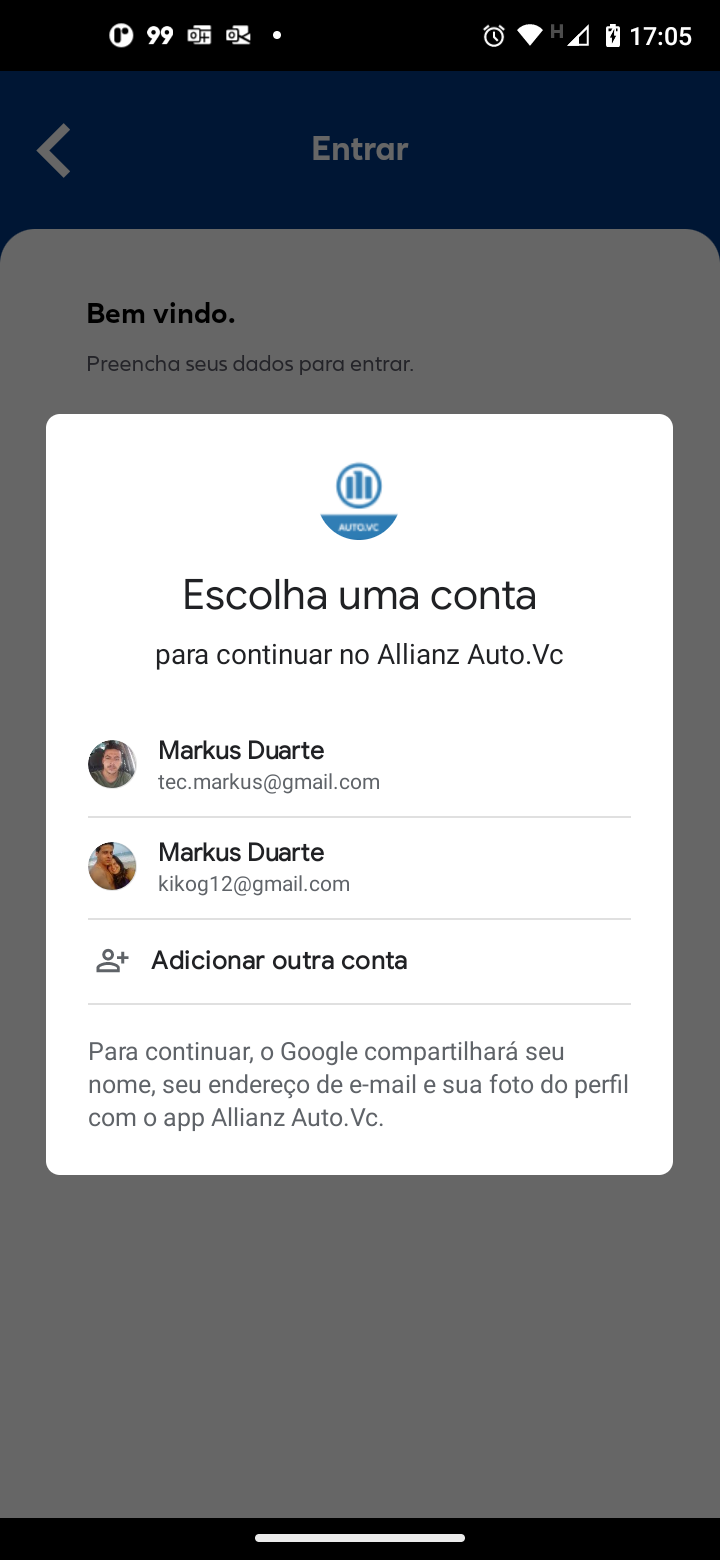 99
H
17:05
Entrar
Bem vindo.
Preencha seus dados para entrar.
AUTO.VC
Escolha uma conta
para continuar no Allianz Auto.Vc
Markus Duarte
tec.markus@gmail.com
Markus Duarte
kikog12@gmail.com
Adicionar outra conta
Para continuar, o Google compartilhará seu
nome, seu endereço de e-mail e sua foto do perfil
com o app Allianz Auto.Vc.